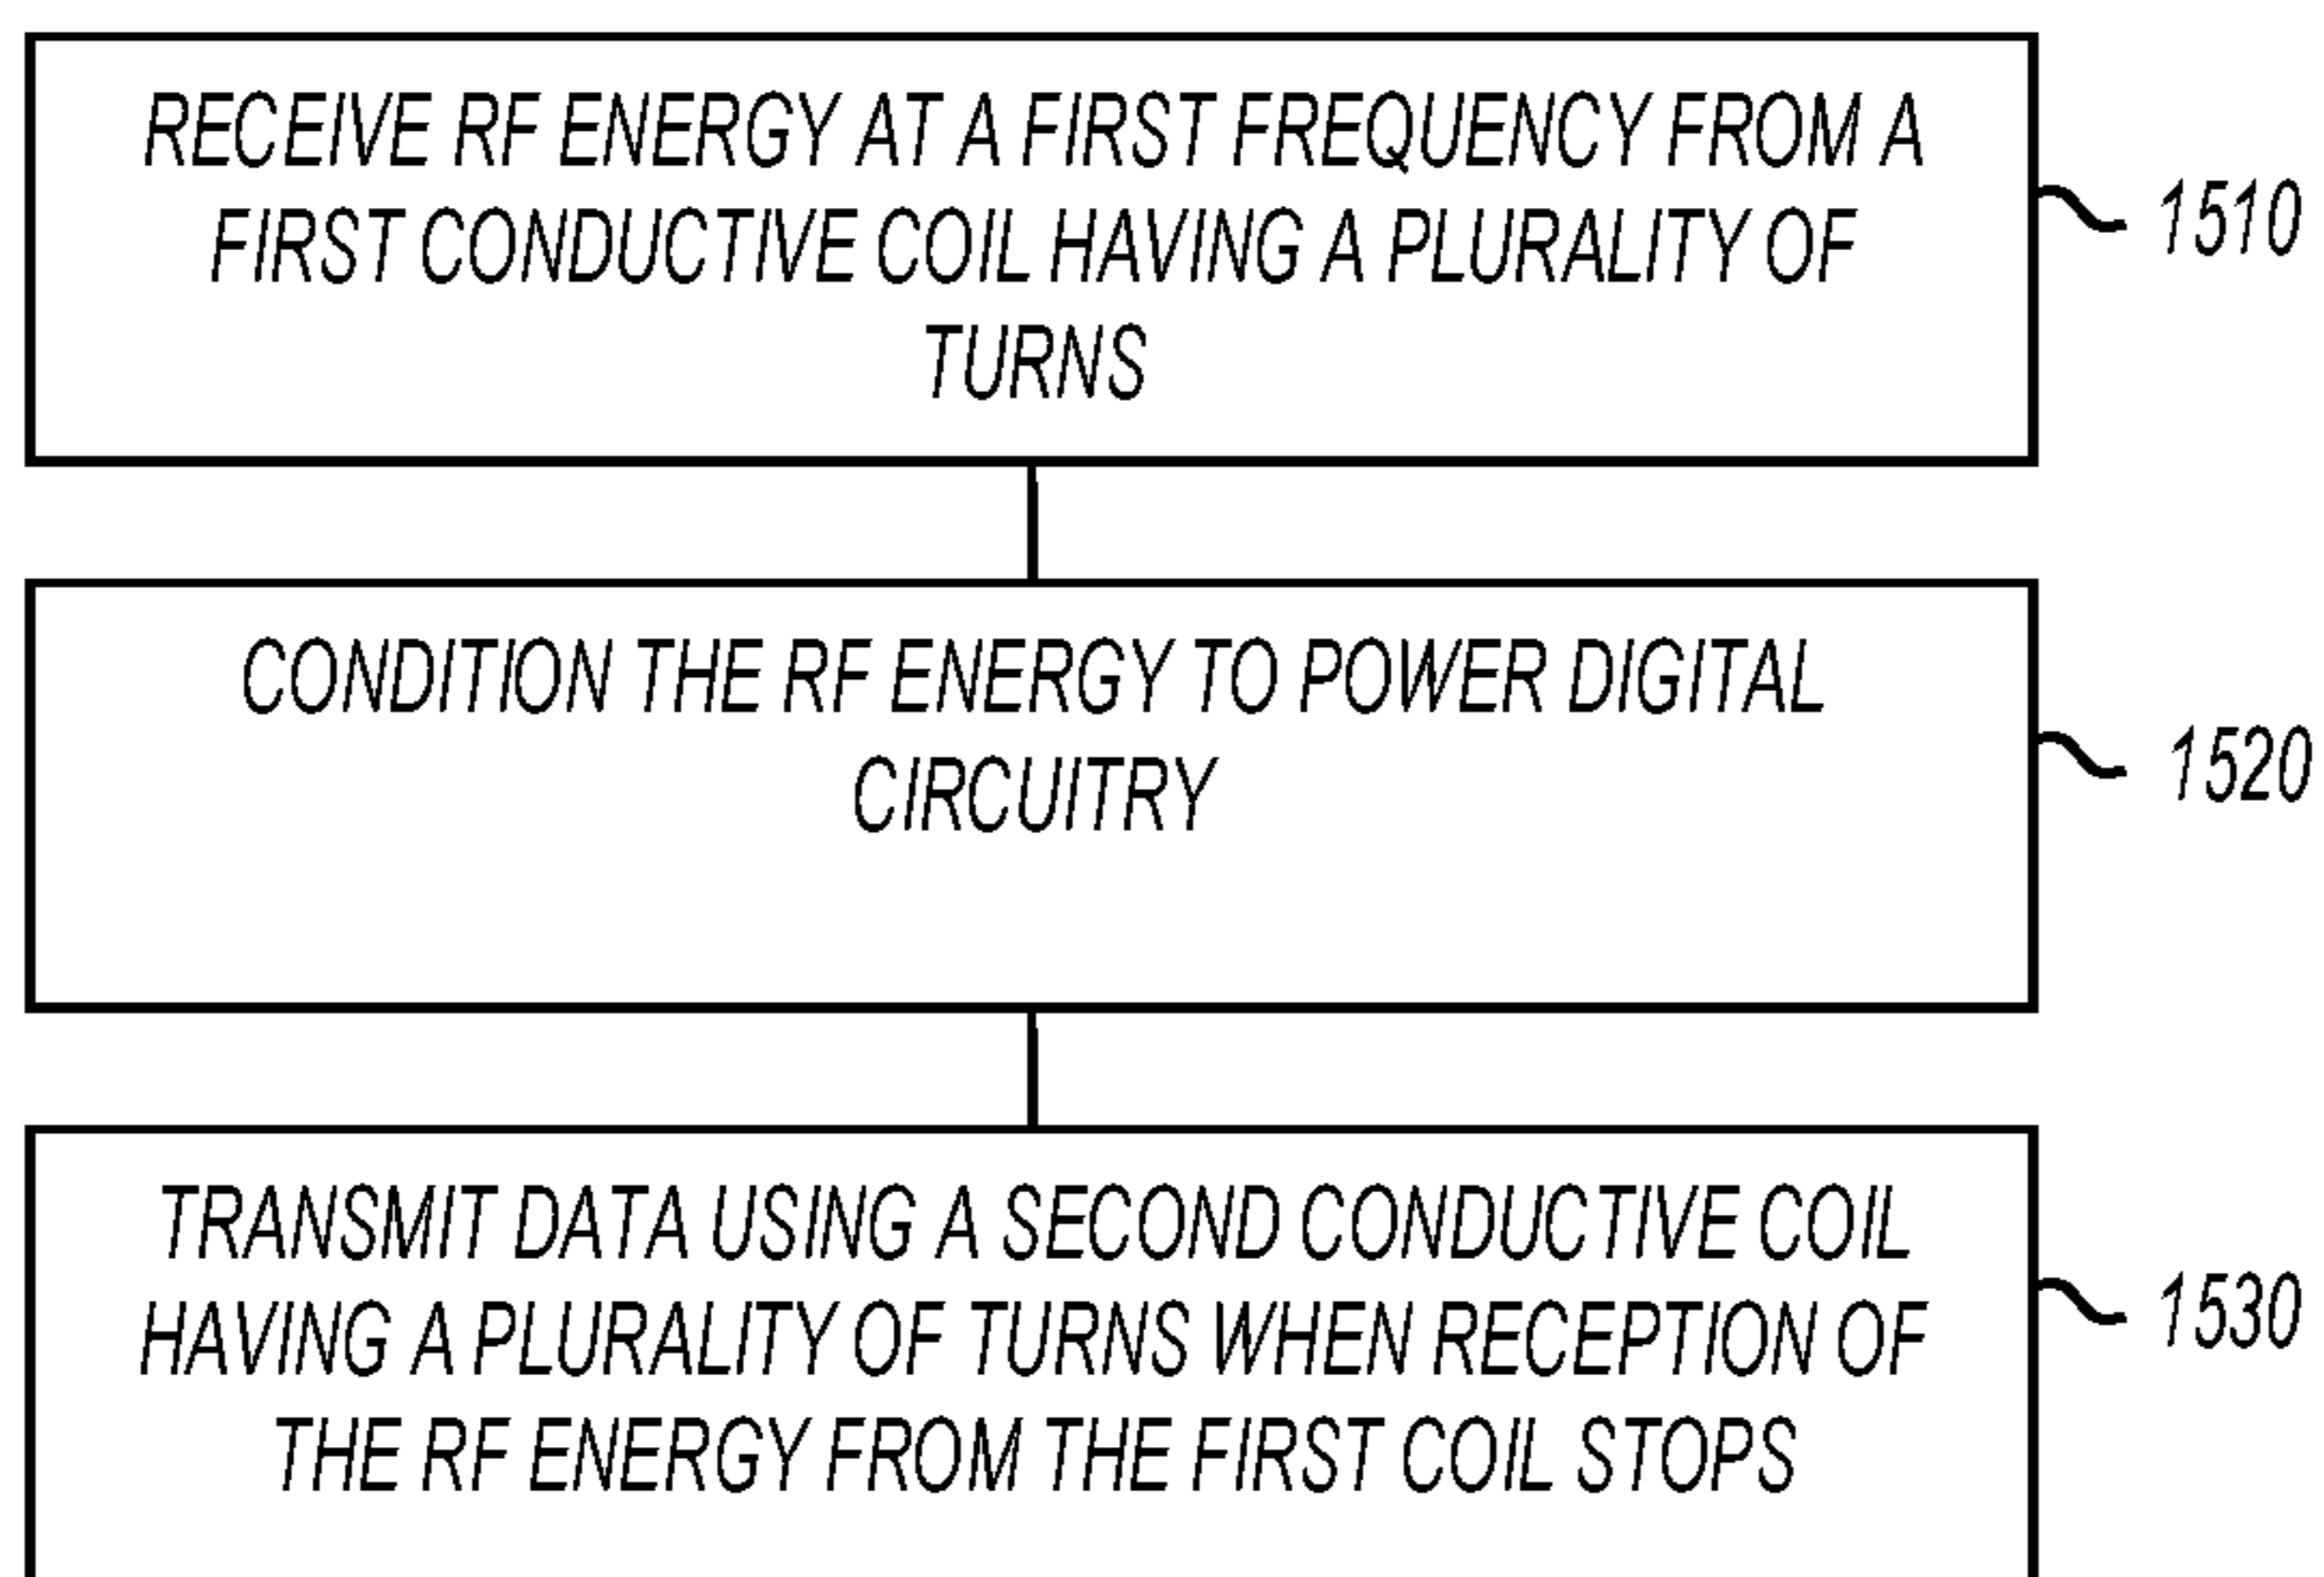 RECEIVE RF ENERGY AT A FIRST FREQUENCY FROM A
FIRST CONDUCTIVE COIL HAVING A PLURALITY OF
TURNS
1510
CONDITION THE RF ENERGY TO POWER DIGITAL
CIRCUITRY
1520
TRANSMIT DATA USING A SECOND CONDUCTIVE COIL
HAVING A PLURALITY OF TURNS WHEN RECEPTION OF
THE RF ENERGY FROM THE FIRST COIL STOPS
1530